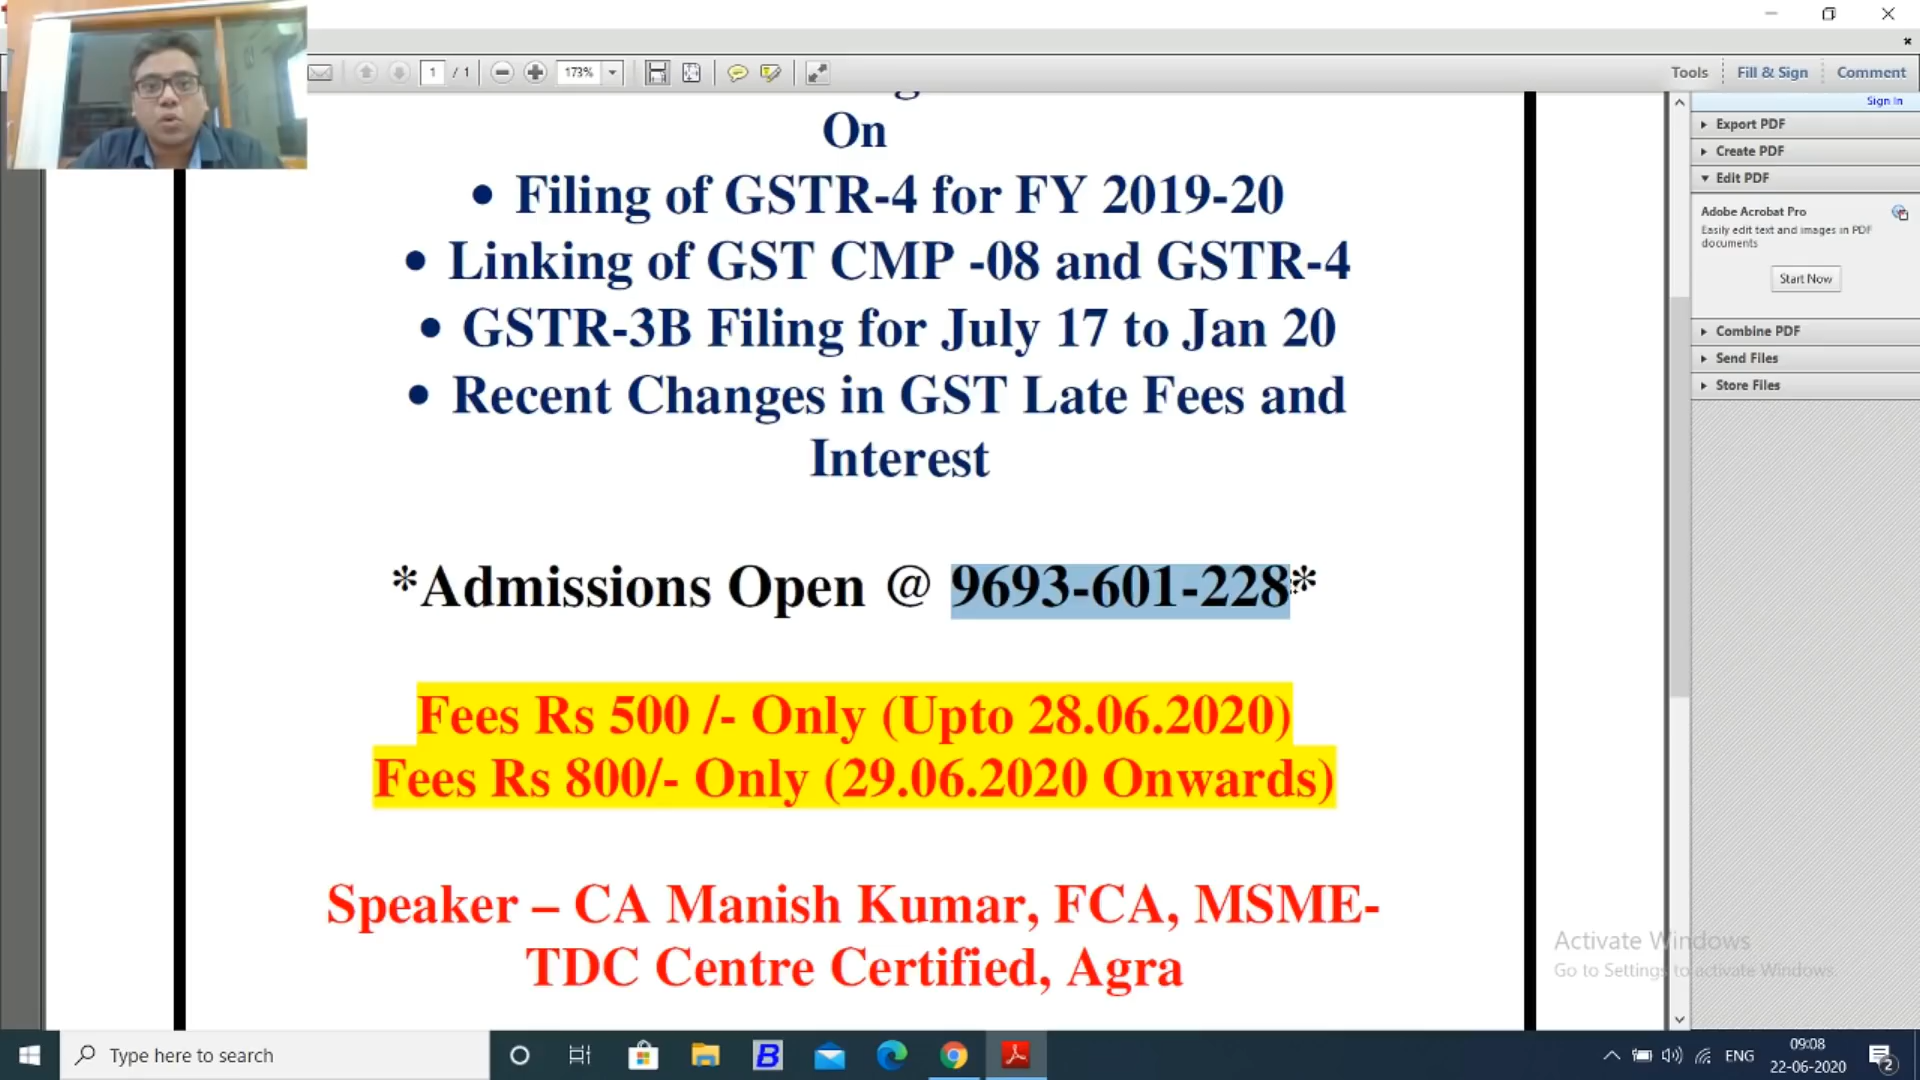 1 / 1
173%
Tools
Fill & Sign
Comment
Sign In
Export PDF
Create PDF
Edit PDF
Adobe Acrobat Pro
Easily edit text and images in PDF
documents
Start Now
Combine PDF
Send Files
Store Files
On
• Filing of GSTR-4 for FY 2019-20
• Linking of GST CMP -08 and GSTR-4
• GSTR-3B Filing for July 17 to Jan 20
• Recent Changes in GST Late Fees and
Interest
*Admissions Open @ 9693-601-228*
Fees Rs 500 /- Only (Upto 28.06.2020)
Fees Rs 800/- Only (29.06.2020 Onwards)
Speaker – CA Manish Kumar, FCA, MSME-
TDC Centre Certified, Agra
Activate Windows
Go to Settings to activate Windows.
Type here to search
B
ENG
09:08
22-06-2020
2